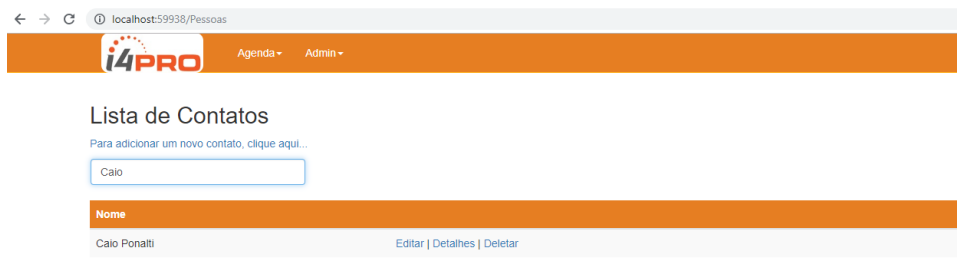 localhost:59938/Pessoas
i4PRO Agenda Admin
Lista de Contatos
Para adicionar um novo contato, clique aqui...
Caio
Nome
Caio Ponalti Editar | Detalhes | Deletar